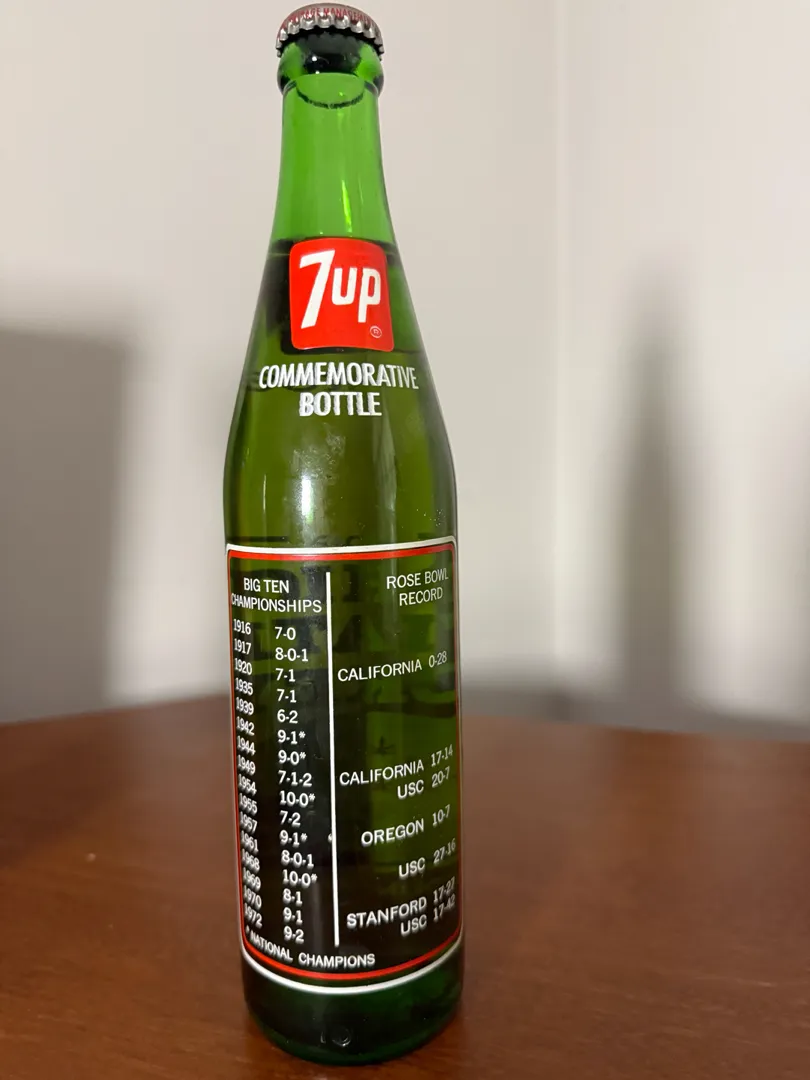 7up
®
COMMEMORATIVE
BOTTLE
BIG TEN
CHAMPIONSHIPS
1916 7-0
1917 8-0-1
1920 7-1
1935 7-1
1939 6-2
1942 9-1*
1944 9-0*
1949 7-1-2
1954 10-0*
1955 7-2
1957 9-1*
1961 8-0-1
1968 10-0*
1969 8-1
1970 9-1
1972 9-2
* NATIONAL CHAMPIONS
ROSE BOWL
RECORD
CALIFORNIA 0-28
CALIFORNIA 17-14
USC 20-7
OREGON 10-7
USC 27-16
STANFORD 17-27
USC 17-42